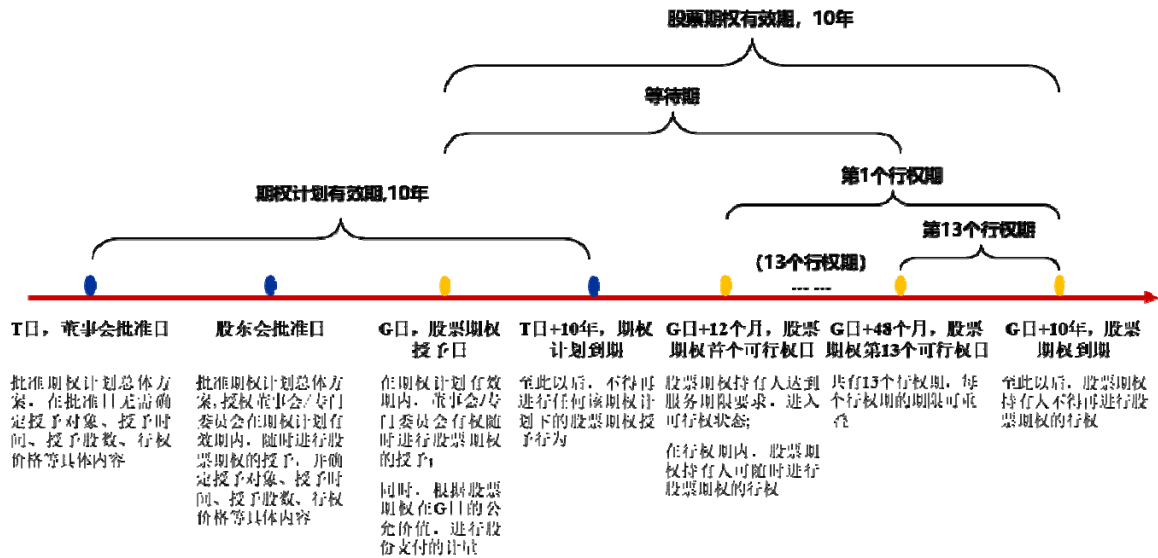 股票期权有效期，10年
等待期
第1个行权期
期权计划有效期,10年
第13个行权期
(13个行权期)
--- ---
T日，董事会批准日
批准期权计划总体方
案，在批准日无需确
定授予对象、授予时
间、授予股数、行权
价格等具体内容
股东会批准日
批准期权计划总体方
案,授权董事会/专门
委员会在期权计划有
效期内，随时进行股
票期权的授予，并确
定授予对象、授予时
间、授予股数、行权
价格等具体内容
G日，股票期权
授予日
在期权计划有效
期内，董事会/专
门委员会有权随
时进行股票期权
的授予；
同时，根据股票
期权在G日的公
允价值，进行股
份支付的计量
T日+10年，期权
计划到期
至此以后，不得再
进行任何该期权计
划下的股票期权授
予行为
G日+12个月，股票
期权首个可行权日
股票期权持有人达到
服务期限要求，进入
可行权状态;
在行权期内，股票期
权持有人可随时进行
股票期权的行权
G日+48个月，股票
期权第13个可行权日
共有13个行权期，每
个行权期的期限可重
叠
G日+10年，股票
期权到期
至此以后，股票期权
持有人不得再进行股
票期权的行权